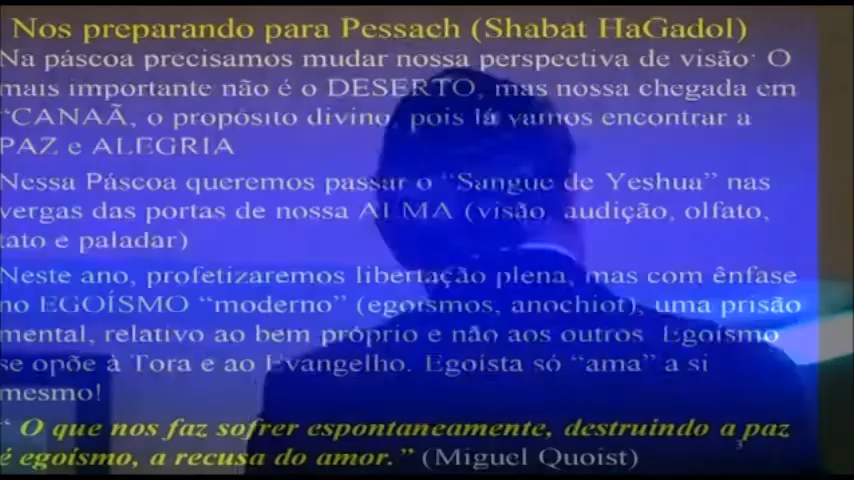 Nos preparando para Pessach (Shabat HaGadol)
Na páscoa precisamos mudar nossa perspectiva de visão: O
mais importante não é o DESERTO, mas nossa chegada em
“CANAÃ, o propósito divino, pois lá vamos encontrar a
PAZ e ALEGRIA
Nessa Páscoa queremos passar o “Sangue de Yeshua” nas
vergas das portas de nossa ALMA (visão, audição, olfato,
tato e paladar)
Neste ano, profetizaremos libertação plena, mas com ênfase
no EGOÍSMO “moderno” (egoísmos, anochiot), uma prisão
mental, relativo ao bem próprio e não aos outros Egoísmo
se opõe à Tora e ao Evangelho. Egoísta só “ama” a si
mesmo!
“ O que nos faz sofrer espontaneamente, destruindo a paz
é egoísmo, a recusa do amor.” (Miguel Quoist)
3